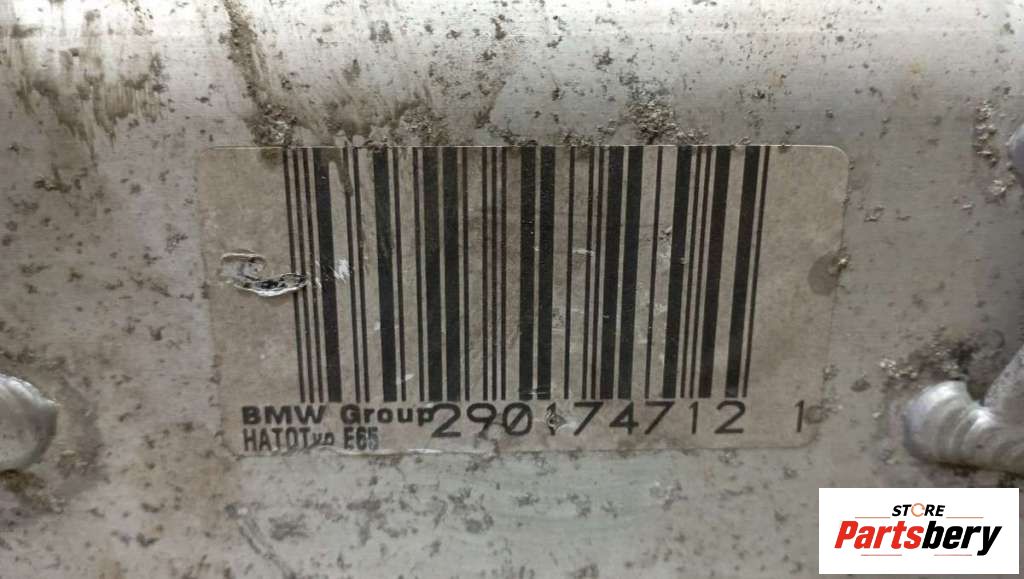 BMW Group 290174712 1
HATOTyp E65
STORE
Partsbery